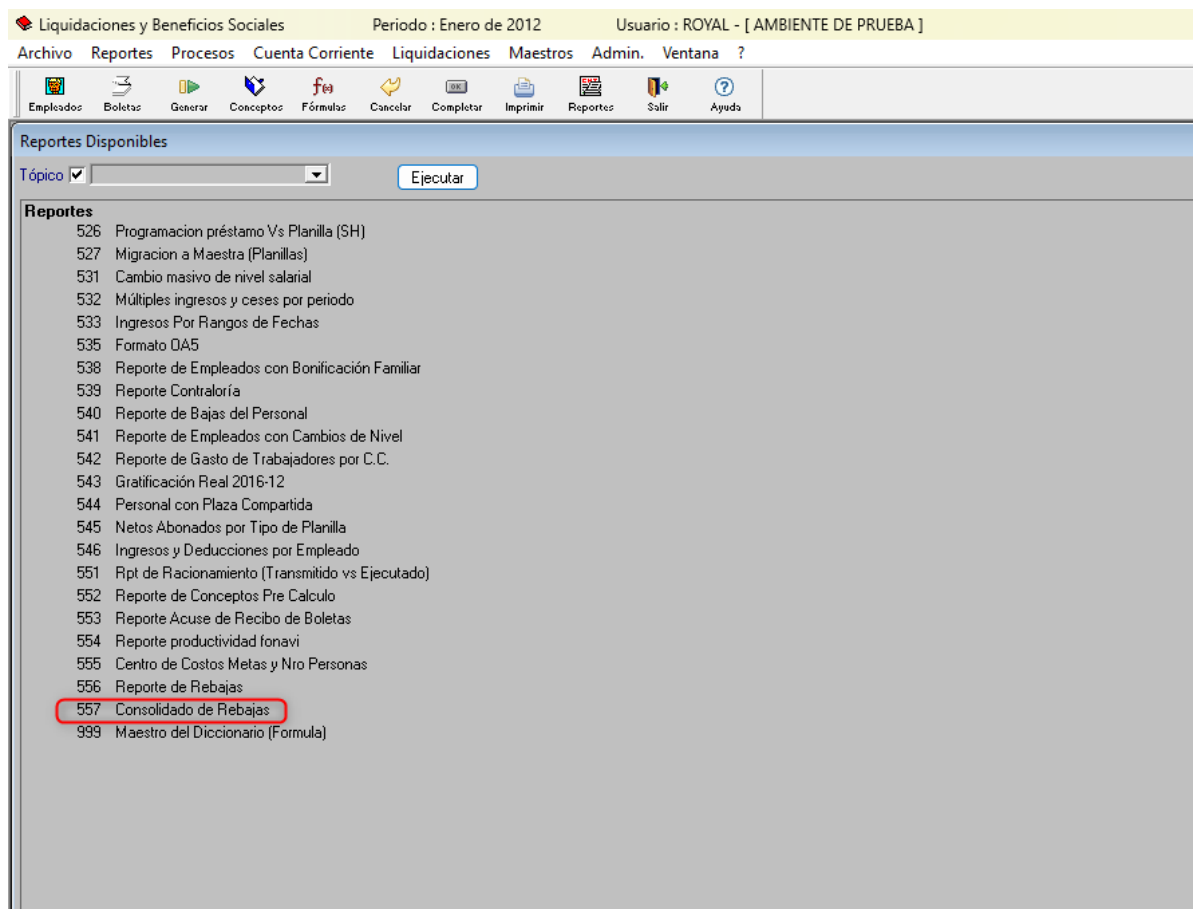 Liquidaciones y Beneficios Sociales Periodo : Enero de 2012 Usuario : ROYAL - [ AMBIENTE DE PRUEBA ]
Archivo Reportes Procesos Cuenta Corriente Liquidaciones Maestros Admin. Ventana ?
Empleados Boletas Generar Conceptos Fórmulas Cancelar Completar Imprimir Reportes Salir Ayuda
Reportes Disponibles
Tópico Ejecutar
Reportes
526 Programacion préstamo Vs Planilla (SH)
527 Migracion a Maestra (Planillas)
531 Cambio masivo de nivel salarial
532 Múltiples ingresos y ceses por periodo
533 Ingresos Por Rangos de Fechas
535 Formato OA5
538 Reporte de Empleados con Bonificación Familiar
539 Reporte Contraloría
540 Reporte de Bajas del Personal
541 Reporte de Empleados con Cambios de Nivel
542 Reporte de Gasto de Trabajadores por C.C.
543 Gratificación Real 2016-12
544 Personal con Plaza Compartida
545 Netos Abonados por Tipo de Planilla
546 Ingresos y Deducciones por Empleado
551 Rpt de Racionamiento (Transmitido vs Ejecutado)
552 Reporte de Conceptos Pre Calculo
553 Reporte Acuse de Recibo de Boletas
554 Reporte productividad fonavi
555 Centro de Costos Metas y Nro Personas
556 Reporte de Rebajas
557 Consolidado de Rebajas
999 Maestro del Diccionario (Formula)